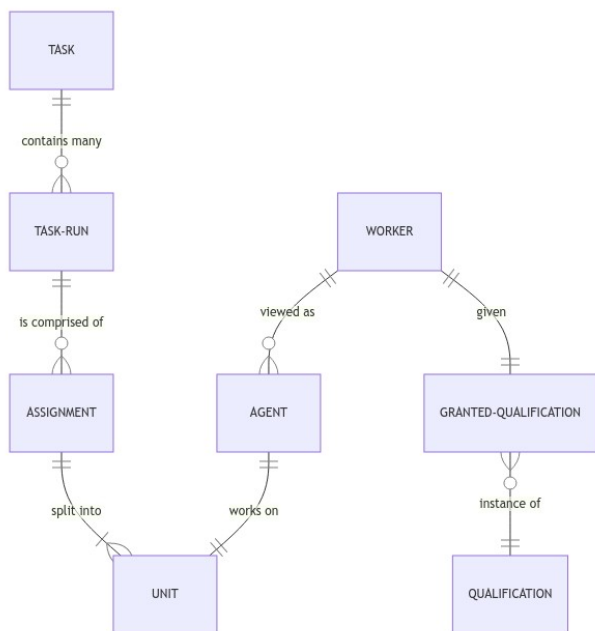 TASK
contains many
TASK-RUN
WORKER
viewed as
given
is comprised of
ASSIGNMENT
AGENT
GRANTED-QUALIFICATION
split into
works on
instance of
UNIT
QUALIFICATION